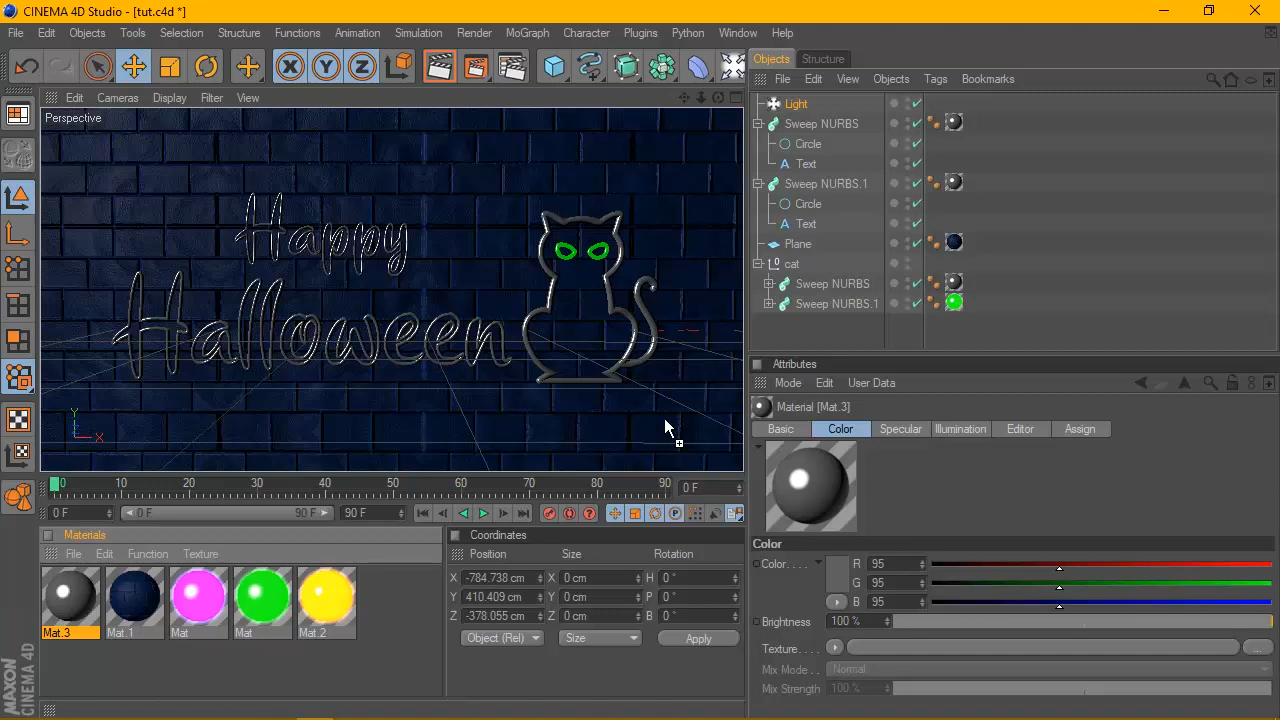 CINEMA 4D Studio - [tut.c4d *]
File Edit Objects Tools Selection Structure Functions Animation Simulation Render MoGraph Character Plugins Python Window Help
X Y Z
Objects Structure
File Edit View Objects Tags Bookmarks
Edit Cameras Display Filter View
Perspective
Happy
Halloween
Y
X
Light
Sweep NURBS
Circle
A Text
Sweep NURBS.1
Circle
A Text
Plane
cat
Sweep NURBS
Sweep NURBS.1
Attributes
Mode Edit User Data
Material [Mat.3]
Basic Color Specular Illumination Editor Assign
Color
Color. . . . R 95
G 95
B 95
Brightness 100 %
Texture. . . . . ...
Mix Mode . . Normal
Mix Strength 100 %
0 10 20 30 40 50 60 70 80 90 0 F
0 F 0 F 90 F 90 F
Materials
File Edit Function Texture
Mat.3 Mat.1 Mat Mat Mat.2
Coordinates
Position Size Rotation
X -784.738 cm X 0 cm H 0 °
Y 410.409 cm Y 0 cm P 0 °
Z -378.055 cm Z 0 cm B 0 °
Object (Rel) Size Apply
MAXON
CINEMA 4D